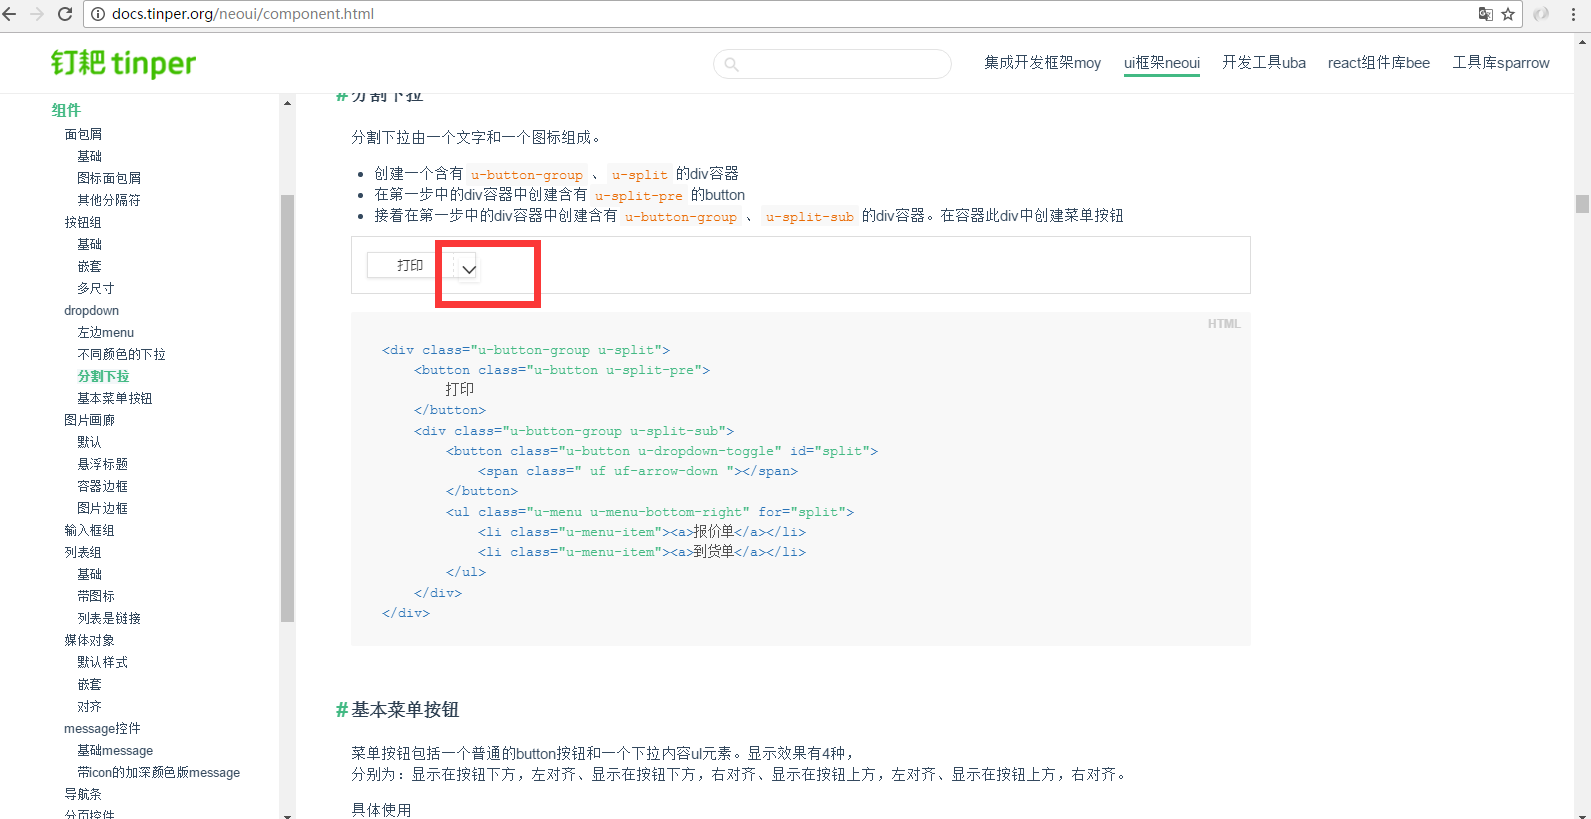 docs.tinper.org/neoui/component.html
钉耙 tinper
集成开发框架moy
ui框架neoui
开发工具uba
react组件库bee
工具库sparrow
组件
面包屑
基础
图标面包屑
其他分隔符
按钮组
基础
嵌套
多尺寸
dropdown
左边menu
不同颜色的下拉
分割下拉
基本菜单按钮
图片画廊
默认
悬浮标题
容器边框
图片边框
输入框组
列表组
基础
带图标
列表是链接
媒体对象
默认样式
嵌套
对齐
message控件
基础message
带icon的加深颜色版message
导航条
分页控件
#分割下拉
分割下拉由一个文字和一个图标组成。
• 创建一个含有 u-button-group 、 u-split 的div容器
• 在第一步中的div容器中创建含有 u-split-pre 的button
• 接着在第一步中的div容器中创建含有 u-button-group 、 u-split-sub 的div容器。在容器此div中创建菜单按钮
打印
HTML
<div class="u-button-group u-split">
<button class="u-button u-split-pre">
打印
</button>
<div class="u-button-group u-split-sub">
<button class="u-button u-dropdown-toggle" id="split">
<span class=" uf uf-arrow-down "></span>
</button>
<ul class="u-menu u-menu-bottom-right" for="split">
<li class="u-menu-item"><a>报价单</a></li>
<li class="u-menu-item"><a>到货单</a></li>
</ul>
</div>
</div>
#基本菜单按钮
菜单按钮包括一个普通的button按钮和一个下拉内容ul元素。显示效果有4种，
分别为：显示在按钮下方，左对齐、显示在按钮下方，右对齐、显示在按钮上方，左对齐、显示在按钮上方，右对齐。
具体使用